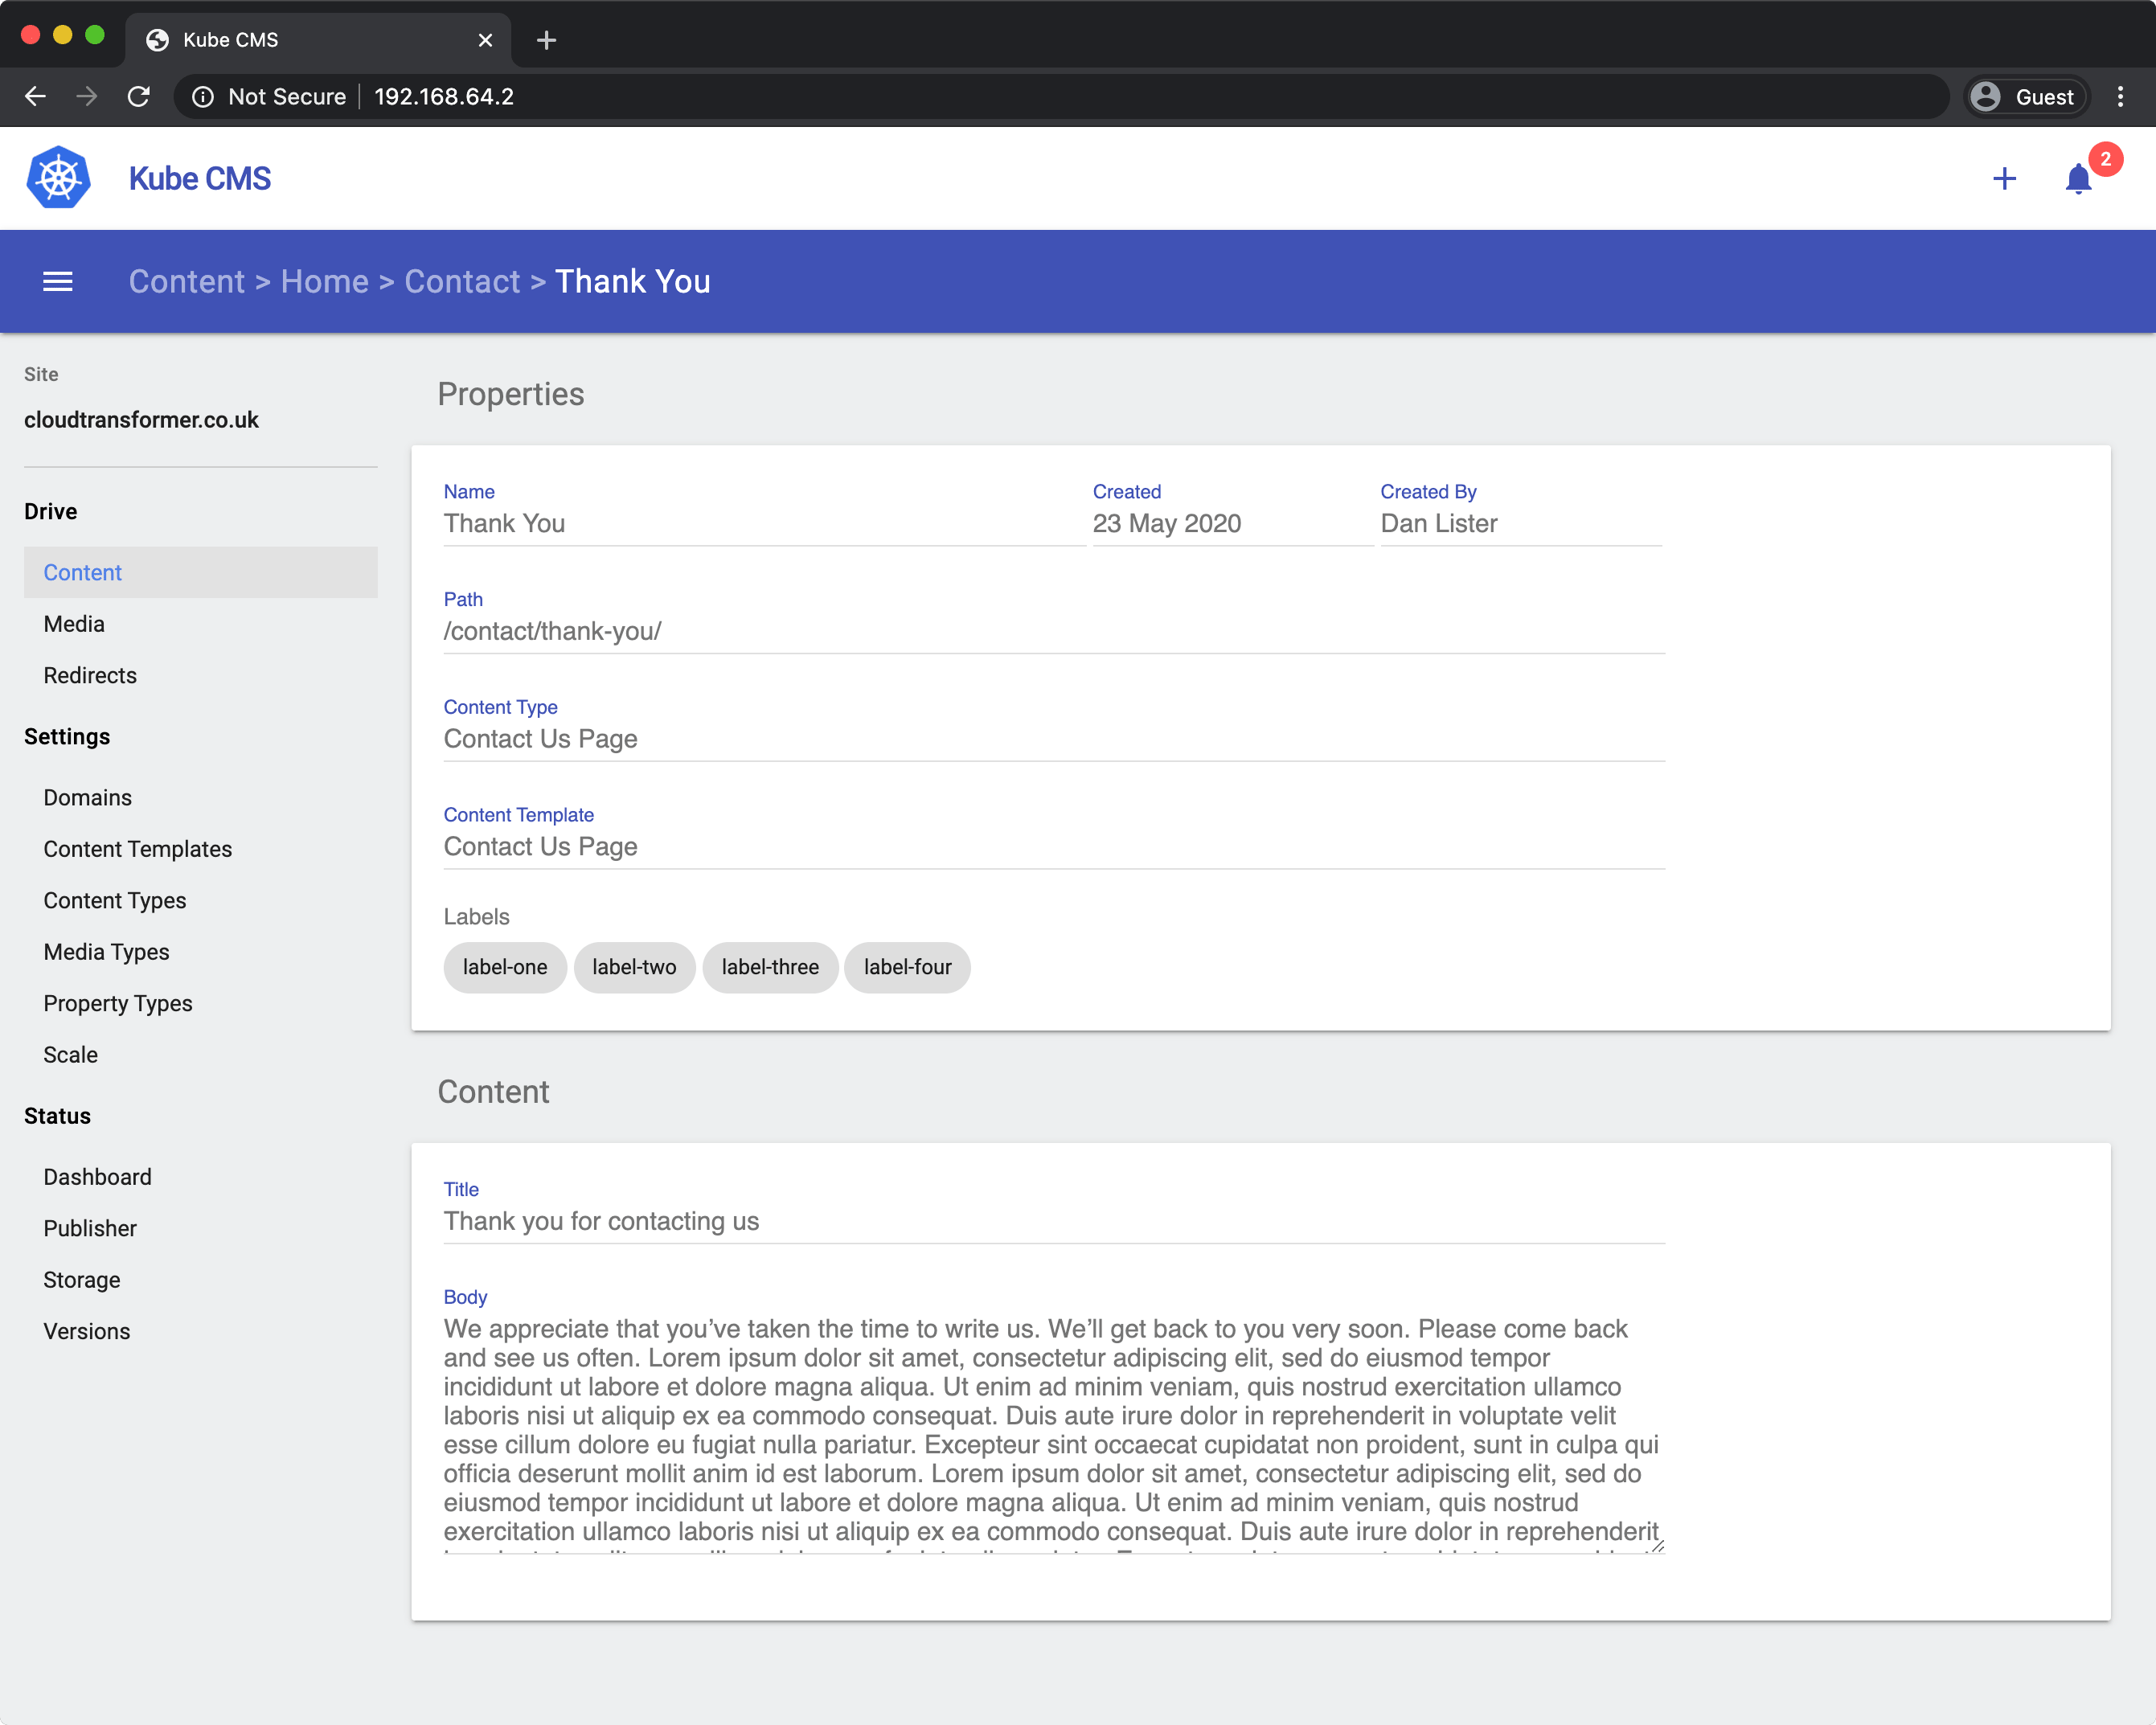 Kube CMS
Not Secure
192.168.64.2
Guest
Kube CMS
2
Content > Home > Contact > Thank You
Site
cloudtransformer.co.uk
Drive
Content
Media
Redirects
Settings
Domains
Content Templates
Content Types
Media Types
Property Types
Scale
Status
Dashboard
Publisher
Storage
Versions
Properties
Name
Thank You
Created
23 May 2020
Created By
Dan Lister
Path
/contact/thank-you/
Content Type
Contact Us Page
Content Template
Contact Us Page
Labels
label-one label-two label-three label-four
Content
Title
Thank you for contacting us
Body
We appreciate that you’ve taken the time to write us. We’ll get back to you very soon. Please come back
and see us often. Lorem ipsum dolor sit amet, consectetur adipiscing elit, sed do eiusmod tempor
incididunt ut labore et dolore magna aliqua. Ut enim ad minim veniam, quis nostrud exercitation ullamco
laboris nisi ut aliquip ex ea commodo consequat. Duis aute irure dolor in reprehenderit in voluptate velit
esse cillum dolore eu fugiat nulla pariatur. Excepteur sint occaecat cupidatat non proident, sunt in culpa qui
officia deserunt mollit anim id est laborum. Lorem ipsum dolor sit amet, consectetur adipiscing elit, sed do
eiusmod tempor incididunt ut labore et dolore magna aliqua. Ut enim ad minim veniam, quis nostrud
exercitation ullamco laboris nisi ut aliquip ex ea commodo consequat. Duis aute irure dolor in reprehenderit